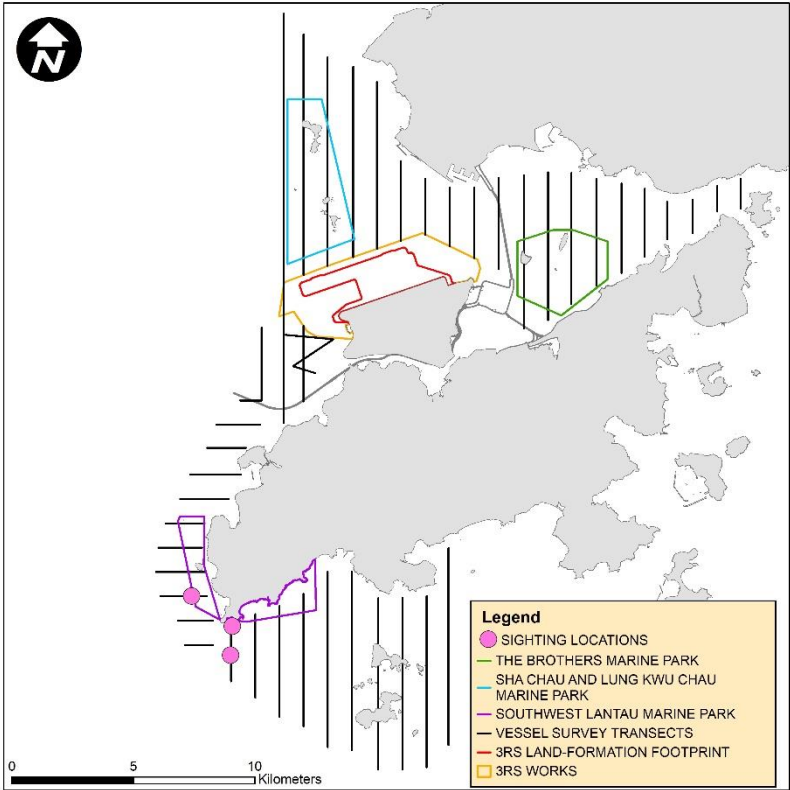 N
Legend
SIGHTING LOCATIONS
THE BROTHERS MARINE PARK
SHA CHAU AND LUNG KWU CHAU
MARINE PARK
SOUTHWEST LANTAU MARINE PARK
VESSEL SURVEY TRANSECTS
3RS LAND-FORMATION FOOTPRINT
3RS WORKS
0 5 10
Kilometers